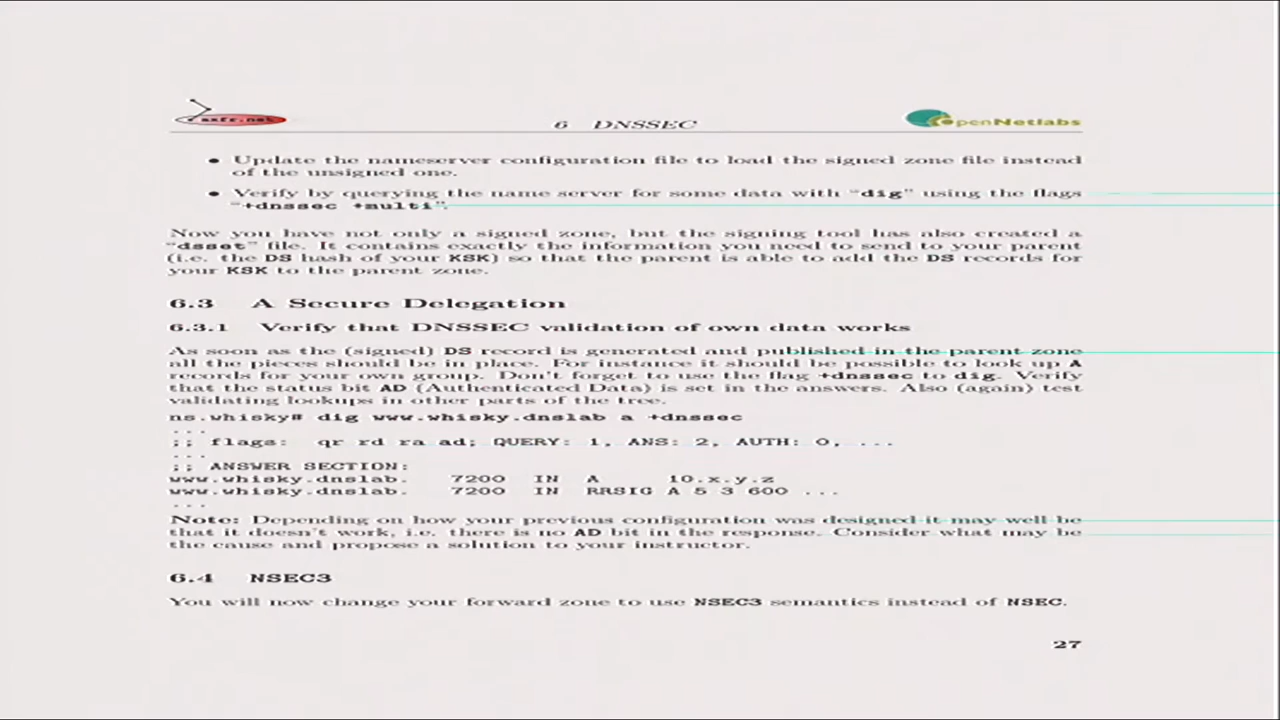 axfr.net
6 DNSSEC
OpenNetlabs
• Update the nameserver configuration file to load the signed zone file instead
of the unsigned one.
• Verify by querying the name server for some data with “dig” using the flags
“+dnssec +multi”.
Now you have not only a signed zone, but the signing tool has also created a
“dsset” file. It contains exactly the information you need to send to your parent
(i.e. the DS hash of your KSK) so that the parent is able to add the DS records for
your KSK to the parent zone.
6.3 A Secure Delegation
6.3.1 Verify that DNSSEC validation of own data works
As soon as the (signed) DS record is generated and published in the parent zone
all the pieces should be in place. For instance it should be possible to look up A
records for your own group. Don't forget to use the flag +dnssec to dig. Verify
that the status bit AD (Authenticated Data) is set in the answers. Also (again) test
validating lookups in other parts of the tree.
ns.whisky# dig www.whisky.dnslab a +dnssec
...
;; flags: qr rd ra ad; QUERY: 1, ANS: 2, AUTH: 0, ...
...
;; ANSWER SECTION:
www.whisky.dnslab. 7200 IN A 10.x.y.z
www.whisky.dnslab. 7200 IN RRSIG A 5 3 600 ...
...
Note: Depending on how your previous configuration was designed it may well be
that it doesn't work, i.e. there is no AD bit in the response. Consider what may be
the cause and propose a solution to your instructor.
6.4 NSEC3
You will now change your forward zone to use NSEC3 semantics instead of NSEC.
27